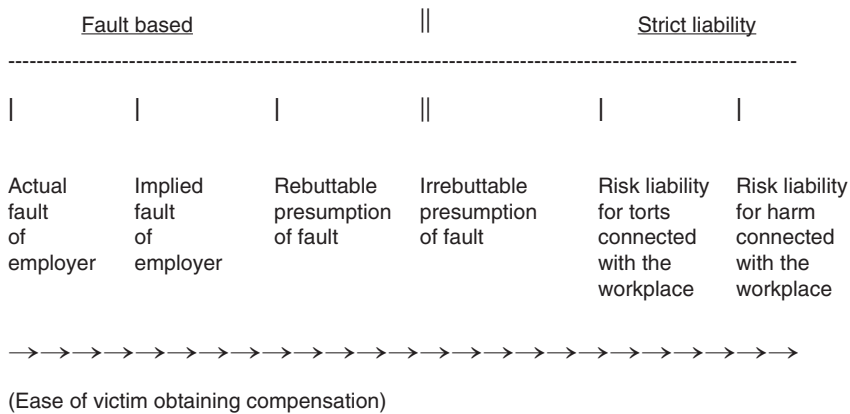 Fault based || Strict liability
---------------------------------------------------------------------------------------------------------------
| | | || | |
Actual Implied Rebuttable Irrebuttable Risk liability Risk liability
fault fault presumption presumption for torts for harm
of of of fault of fault connected connected
employer employer with the with the
workplace workplace
→→→→→→→→→→→→→→→→→→→→→→→→→
(Ease of victim obtaining compensation)